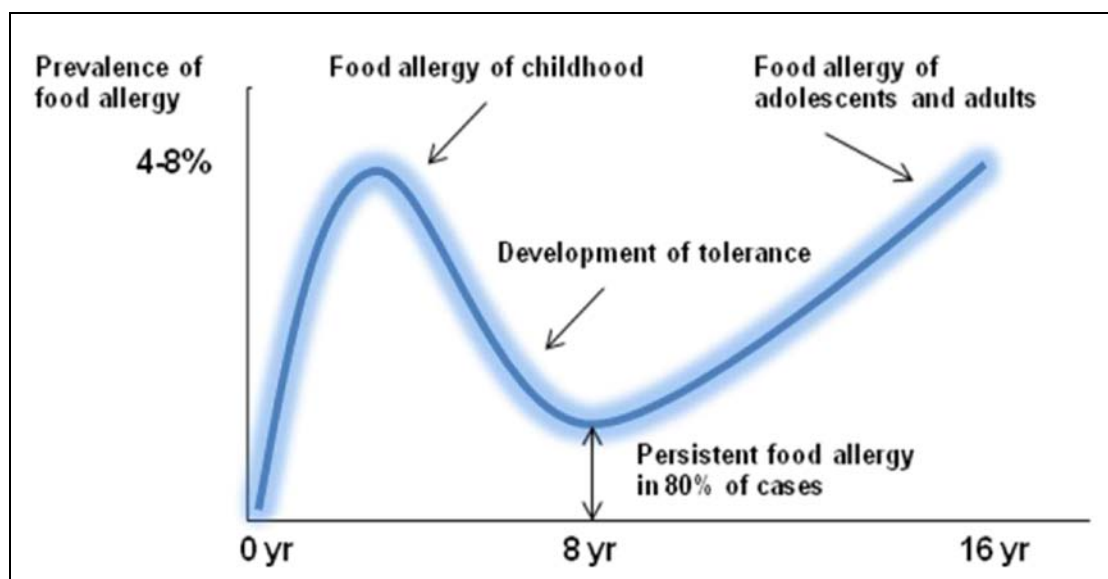 Prevalence of
food allergy
Food allergy of childhood
Food allergy of
adolescents and adults
4-8%
Development of tolerance
Persistent food allergy
in 80% of cases
0 yr
8 yr
16 yr